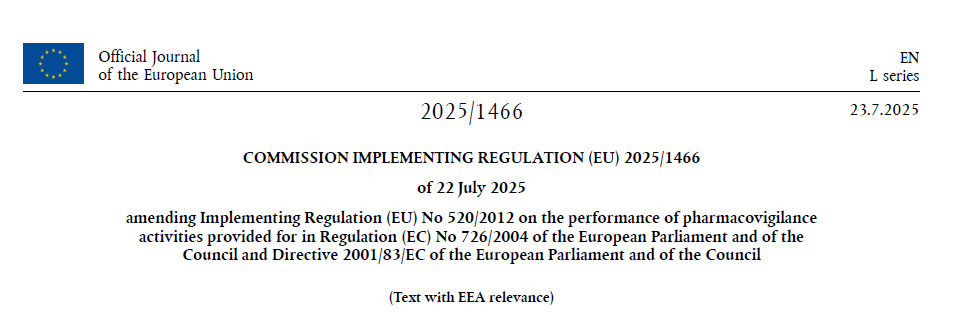 Official Journal
of the European Union
EN
L series
2025/1466
23.7.2025
COMMISSION IMPLEMENTING REGULATION (EU) 2025/1466
of 22 July 2025
amending Implementing Regulation (EU) No 520/2012 on the performance of pharmacovigilance
activities provided for in Regulation (EC) No 726/2004 of the European Parliament and of the
Council and Directive 2001/83/EC of the European Parliament and of the Council
(Text with EEA relevance)